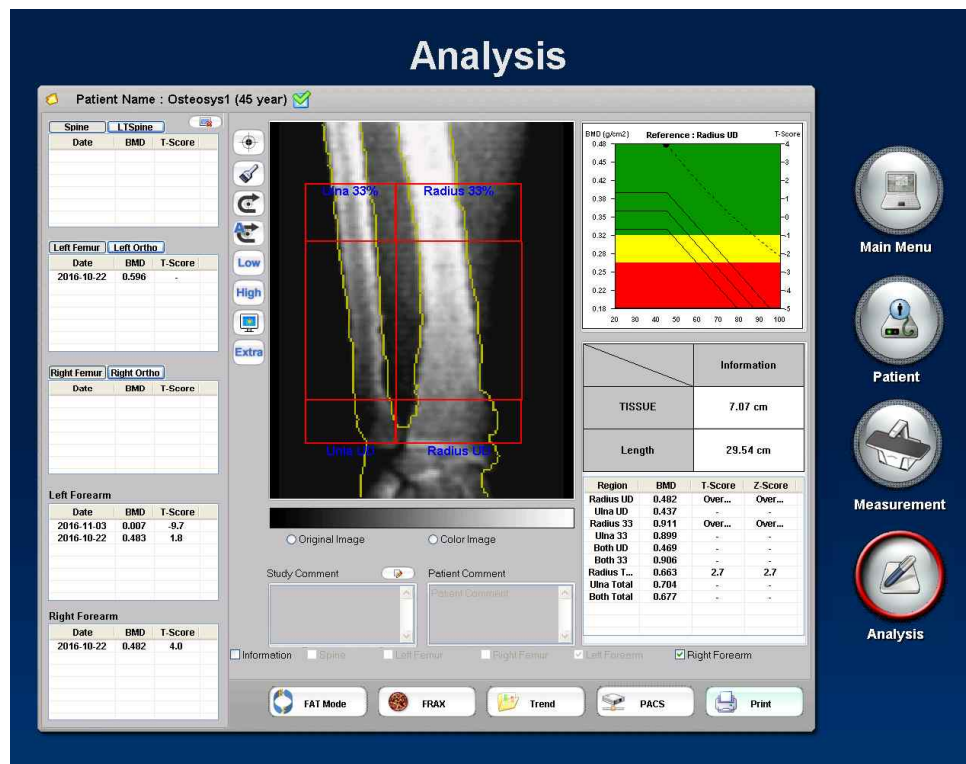 Analysis
Patient Name : Osteosys1 (45 year)
Spine LTSpine
Date BMD T-Score
Left Femur Left Ortho
Date BMD T-Score
2016-10-22 0.596 -
Right Femur Right Ortho
Date BMD T-Score
Left Forearm
Date BMD T-Score
2016-11-03 0.007 -9.7
2016-10-22 0.483 1.8
Right Forearm
Date BMD T-Score
2016-10-22 0.482 4.0
A
Low
High
Extra
Ulna 33% Radius 33%
Ulna UD Radius UD
Original Image Color Image
Study Comment Patient Comment
Patient Comment
BMD (g/cm2) Reference : Radius UD T-Score
0.48 4
0.45 3
0.42 2
0.38 1
0.35 0
0.32 -1
0.28 -2
0.25 -3
0.22 -4
0.18 -5
20 30 40 50 60 70 80 90 100
Information
TISSUE 7.07 cm
Length 29.54 cm
Region BMD T-Score Z-Score
Radius UD 0.482 Over... Over...
Ulna UD 0.437 - -
Radius 33 0.911 Over... Over...
Ulna 33 0.899 - -
Both UD 0.469 - -
Both 33 0.906 - -
Radius T... 0.663 2.7 2.7
Ulna Total 0.704 - -
Both Total 0.677 - -
Information Spine Left Femur Right Femur Left Forearm Right Forearm
FAT Mode FRAX Trend PACS Print
Main Menu
Patient
Measurement
Analysis